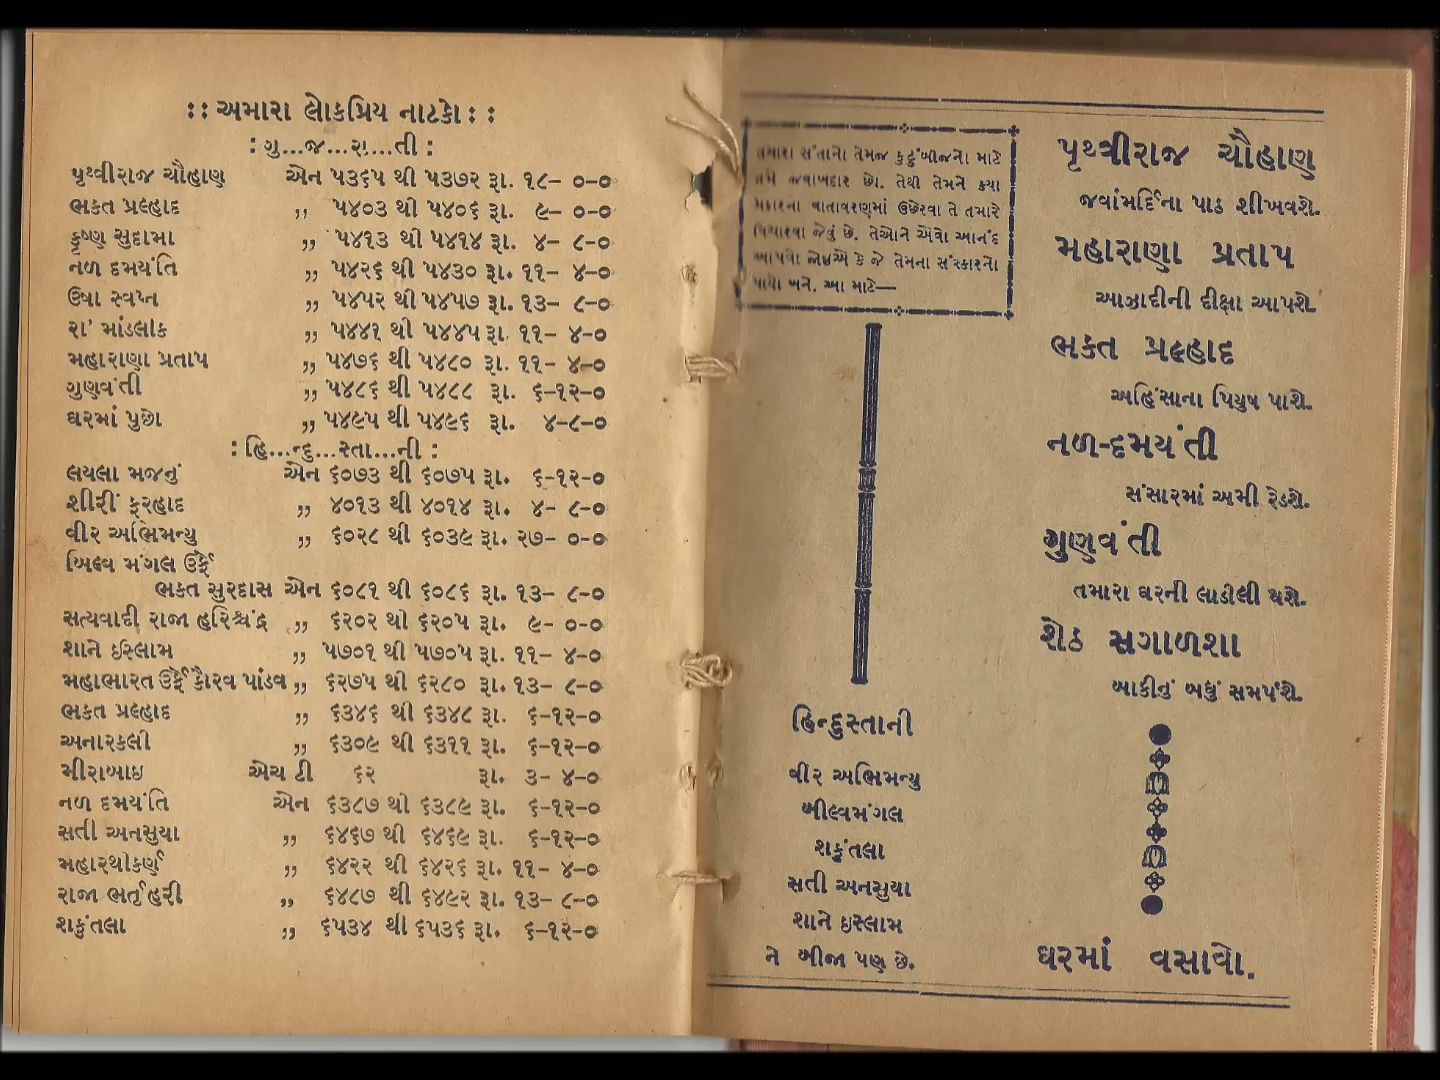 :: અમારા લોકપ્રિય નાટકો ::
: ગુ...જ...રા...તી :
પૃથ્વીરાજ ચૌહાણ એન ૫૩૬૫ થી ૫૩૭૨ રૂા. ૧૮- ૦-૦
ભક્ત પ્રલ્હાદ ,, ૫૪૦૩ થી ૫૪૦૬ રૂા. ૯- ૦-૦
કૃષ્ણ સુદામા ,, ૫૪૧૩ થી ૫૪૧૪ રૂા. ૪- ૮-૦
નળ દમયંતિ ,, ૫૪૨૬ થી ૫૪૩૦ રૂા. ૧૧- ૪-૦
ઉષા સ્વપ્ન ,, ૫૪૫૨ થી ૫૪૫૭ રૂા. ૧૩- ૮-૦
રા' માંડલીક ,, ૫૪૪૧ થી ૫૪૪૫ રૂા. ૧૧- ૪-૦
મહારાણા પ્રતાપ ,, ૫૪૭૬ થી ૫૪૮૦ રૂા. ૧૧- ૪-૦
ગુણવંતી ,, ૫૪૮૬ થી ૫૪૮૮ રૂા. ૬-૧૨-૦
ઘરમાં પુછો ,, ૫૪૯૫ થી ૫૪૯૬ રૂા. ૪-૮-૦
: હિ...ન્દુ...સ્તા...ની :
લયલા મજનું એન ૬૦૭૩ થી ૬૦૭૫ રૂા. ૬-૧૨-૦
શીરીં ફરહાદ ,, ૪૦૧૩ થી ૪૦૧૪ રૂા. ૪- ૮-૦
વીર અભિમન્યુ ,, ૬૦૨૮ થી ૬૦૩૯ રૂા. ૨૭- ૦-૦
બિલ્વ મંગલ ઉર્ફે
ભક્ત સુરદાસ એન ૬૦૮૧ થી ૬૦૮૬ રૂા. ૧૩- ૮-૦
સત્યવાદી રાજા હરિશ્ચંદ્ર ,, ૬૨૦૨ થી ૬૨૦૫ રૂા. ૯- ૦-૦
શાને ઇસ્લામ ,, ૫૭૦૧ થી ૫૭૦૫ રૂા. ૧૧- ૪-૦
મહાભારત ઉર્ફે કૌરવ પાંડવ ,, ૬૨૭૫ થી ૬૨૮૦ રૂા. ૧૩- ૮-૦
ભક્ત પ્રલ્હાદ ,, ૬૩૪૬ થી ૬૩૪૮ રૂા. ૬-૧૨-૦
અનારકલી ,, ૬૩૦૯ થી ૬૩૧૧ રૂા. ૬-૧૨-૦
મીરાબાઇ એચ ટી ૬૨ રૂા. ૩- ૪-૦
નળ દમયંતિ એન ૬૩૮૭ થી ૬૩૮૯ રૂા. ૬-૧૨-૦
સતી અનસુયા ,, ૬૪૬૭ થી ૬૪૬૯ રૂા. ૬-૧૨-૦
મહારથીકર્ણ ,, ૬૪૨૨ થી ૬૪૨૬ રૂા. ૧૧- ૪-૦
રાજા ભર્તૃહરી ,, ૬૪૮૭ થી ૬૪૯૨ રૂા. ૧૩- ૮-૦
શકુંતલા ,, ૬૫૩૪ થી ૬૫૩૬ રૂા. ૬-૧૨-૦
તમારા સંતાનો તેમજ કુટુંબીજનો માટે
તમે જવાબદાર છો. તેથી તેમને કયા
પ્રકારના વાતાવરણમાં ઉછેરવા તે તમારે
વિચારવા જેવું છે. તેઓને એવો આનંદ
આપવો જોઇએ કે જે તેમના સંસ્કારનો
પાયો બને. આ માટે—
હિન્દુસ્તાની
વીર અભિમન્યુ
બીલ્વમંગલ
શકુંતલા
સતી અનસુયા
શાને ઇસ્લામ
ને બીજા પણ છે.
પૃથ્વીરાજ ચૌહાણ
જવાંમર્દિના પાઠ શીખવશે.
મહારાણા પ્રતાપ
આઝાદીની દીક્ષા આપશે.
ભક્ત પ્રલ્હાદ
અહિંસાના પિયુષ પાશે.
નળ-દમયંતી
સંસારમાં અમી રેડશે.
ગુણવંતી
તમારા ઘરની લાડીલી થશે.
શેઠ સગાળશા
બાકીનું બધું સમર્પશે.
ઘરમાં વસાવો.